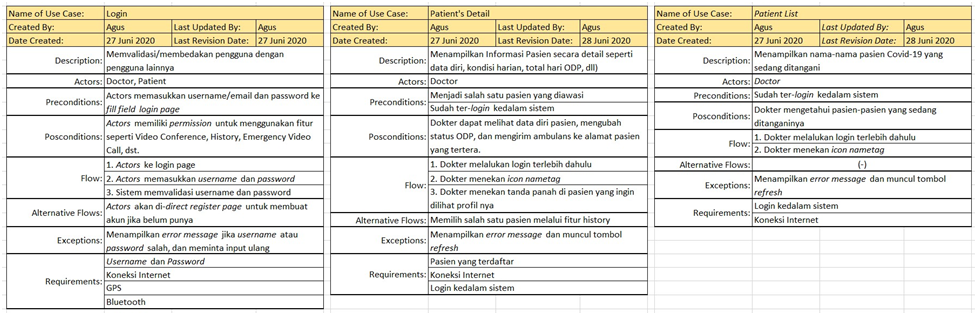 Name of Use Case: Login
Created By: Agus Last Updated By: Agus
Date Created: 27 Juni 2020 Last Revision Date: 27 Juni 2020
Description: Memvalidasi/membedakan pengguna dengan
pengguna lainnya
Actors: Doctor, Patient
Preconditions: Actors memasukkan username/email dan password ke
fill field login page
Posconditions: Actors memiliki permission untuk menggunakan fitur
seperti Video Conference, History, Emergency Video
Call, dst.
Flow: 1. Actors ke login page
2. Actors memasukkan username dan password
3. Sistem memvalidasi username dan password
Alternative Flows: Actors akan di-direct register page untuk membuat
akun jika belum punya
Exceptions: Menampilkan error message jika username atau
password salah, dan meminta input ulang
Requirements: Username dan Password
Koneksi Internet
GPS
Bluetooth
Name of Use Case: Patient's Detail
Created By: Agus Last Updated By: Agus
Date Created: 27 Juni 2020 Last Revision Date: 28 Juni 2020
Description: Menampilkan Informasi Pasien secara detail seperti
data diri, kondisi harian, total hari ODP, dll)
Actors: Doctor
Preconditions: Menjadi salah satu pasien yang diawasi
Sudah ter-login kedalam sistem
Posconditions: Dokter dapat melihat data diri pasien, mengubah
status ODP, dan mengirim ambulans ke alamat pasien
yang tertera.
Flow: 1. Dokter melalukan login terlebih dahulu
2. Dokter menekan icon nametag
3. Dokter menekan tanda panah di pasien yang ingin
dilihat profil nya
Alternative Flows: Memilih salah satu pasien melalui fitur history
Exceptions: Menampilkan error message dan muncul tombol
refresh
Requirements: Pasien yang terdaftar
Koneksi Internet
Login kedalam sistem
Name of Use Case: Patient List
Created By: Agus Last Updated By: Agus
Date Created: 27 Juni 2020 Last Revision Date: 28 Juni 2020
Description: Menampilkan nama-nama pasien Covid-19 yang
sedang ditangani
Actors: Doctor
Preconditions: Sudah ter-login kedalam sistem
Posconditions: Dokter mengetahui pasien-pasien yang sedang
ditanganinya
Flow: 1. Dokter melalukan login terlebih dahulu
2. Dokter menekan icon nametag
Alternative Flows: (-)
Exceptions: Menampilkan error message dan muncul tombol
refresh
Requirements: Login kedalam sistem
Koneksi Internet